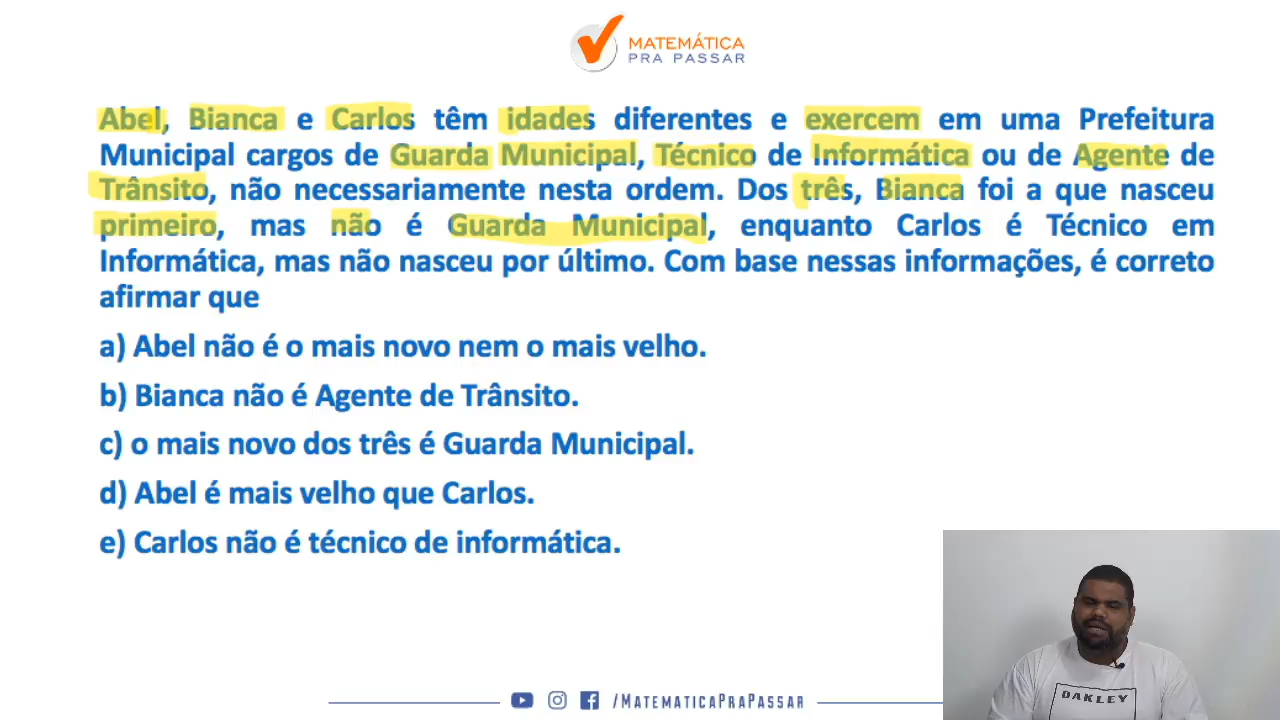 MATEMÁTICA
PRA PASSAR
Abel, Bianca e Carlos têm idades diferentes e exercem em uma Prefeitura
Municipal cargos de Guarda Municipal, Técnico de Informática ou de Agente de
Trânsito, não necessariamente nesta ordem. Dos três, Bianca foi a que nasceu
primeiro, mas não é Guarda Municipal, enquanto Carlos é Técnico em
Informática, mas não nasceu por último. Com base nessas informações, é correto
afirmar que
a) Abel não é o mais novo nem o mais velho.
b) Bianca não é Agente de Trânsito.
c) o mais novo dos três é Guarda Municipal.
d) Abel é mais velho que Carlos.
e) Carlos não é técnico de informática.
OAKLEY
/MATEMATICAPRAPASSAR